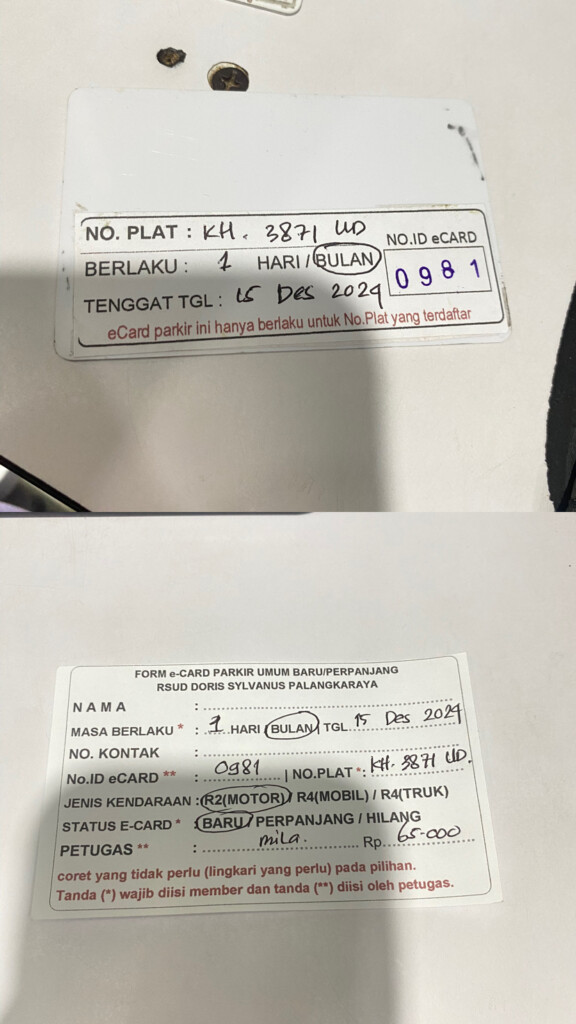 NO. PLAT : KH. 3871 UD
NO.ID eCARD
BERLAKU : 1 HARI / BULAN
0981
TENGGAT TGL : 15 Des 2024
eCard parkir ini hanya berlaku untuk No.Plat yang terdaftar
FORM e-CARD PARKIR UMUM BARU/PERPANJANG
RSUD DORIS SYLVANUS PALANGKARAYA
NAMA :
MASA BERLAKU * : 1 HARI / BULAN / TGL 15 Des 2024
NO. KONTAK :
No.ID eCARD ** : 0981 | NO.PLAT * : KH. 3871 UD.
JENIS KENDARAAN : R2(MOTOR) / R4(MOBIL) / R4(TRUK)
STATUS E-CARD * : BARU / PERPANJANG / HILANG
PETUGAS ** : mila. Rp 65.000
coret yang tidak perlu (lingkari yang perlu) pada pilihan.
Tanda (*) wajib diisi member dan tanda (**) diisi oleh petugas.